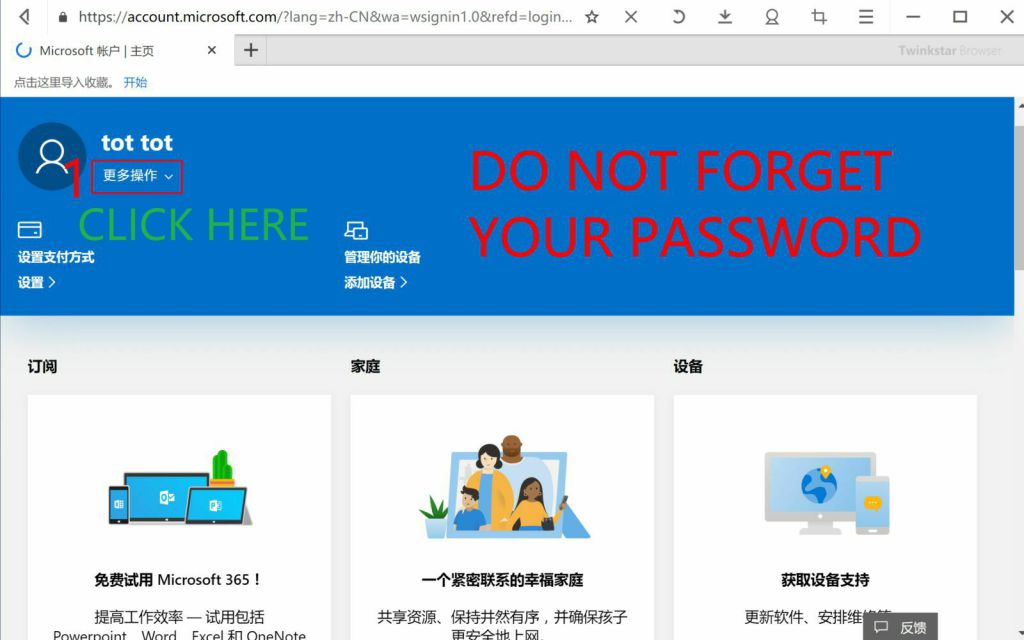 https://account.microsoft.com/?lang=zh-CN&wa=wsignin1.0&refd=login...
Microsoft 帐户 | 主页
Twinkstar Browser
点击这里导入收藏。 开始
tot tot
1 更多操作
DO NOT FORGET
YOUR PASSWORD
CLICK HERE
设置支付方式
管理你的设备
设置
添加设备
订阅
家庭
设备
免费试用 Microsoft 365！
一个紧密联系的幸福家庭
获取设备支持
提高工作效率 — 试用包括
共享资源、保持井然有序，并确保孩子
更新软件、安排维修等
Powerpoint、Word、Excel 和 OneNote
更安全地上网。
反馈